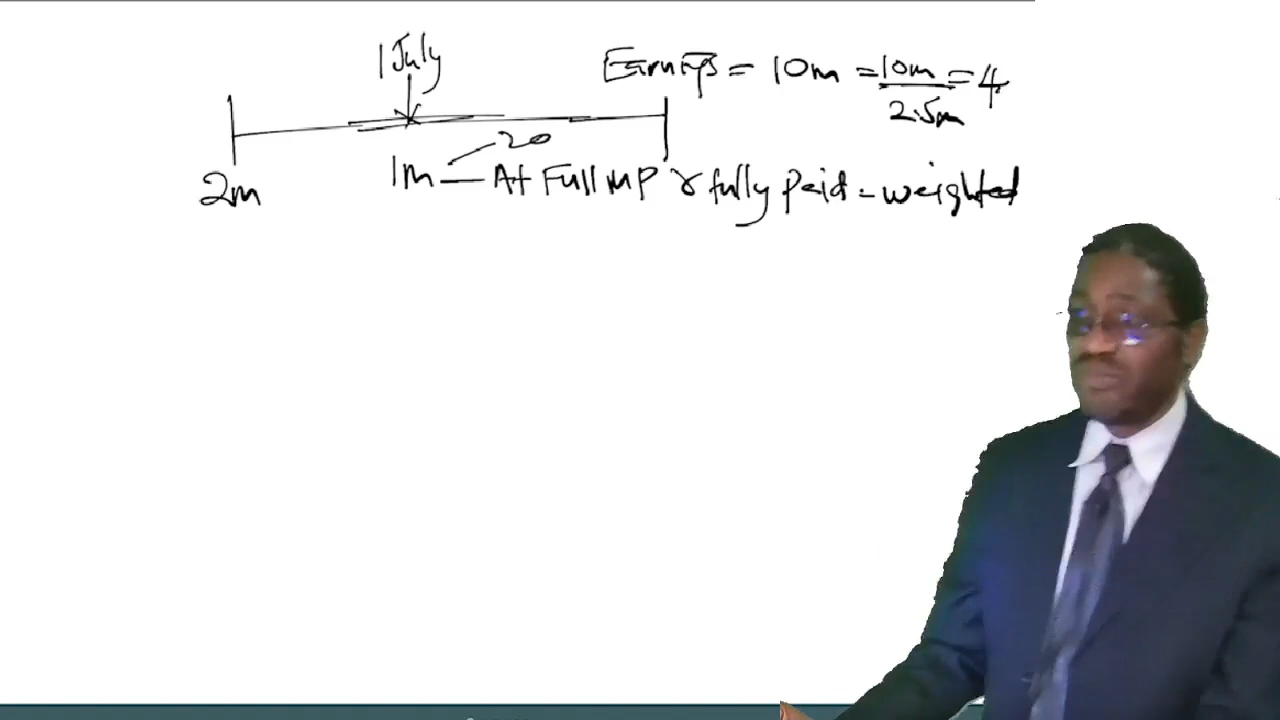 1 July
Earnings = 10m = 10m/2.5m = 4
20
2m
1m — At Full MP & fully paid = weighted